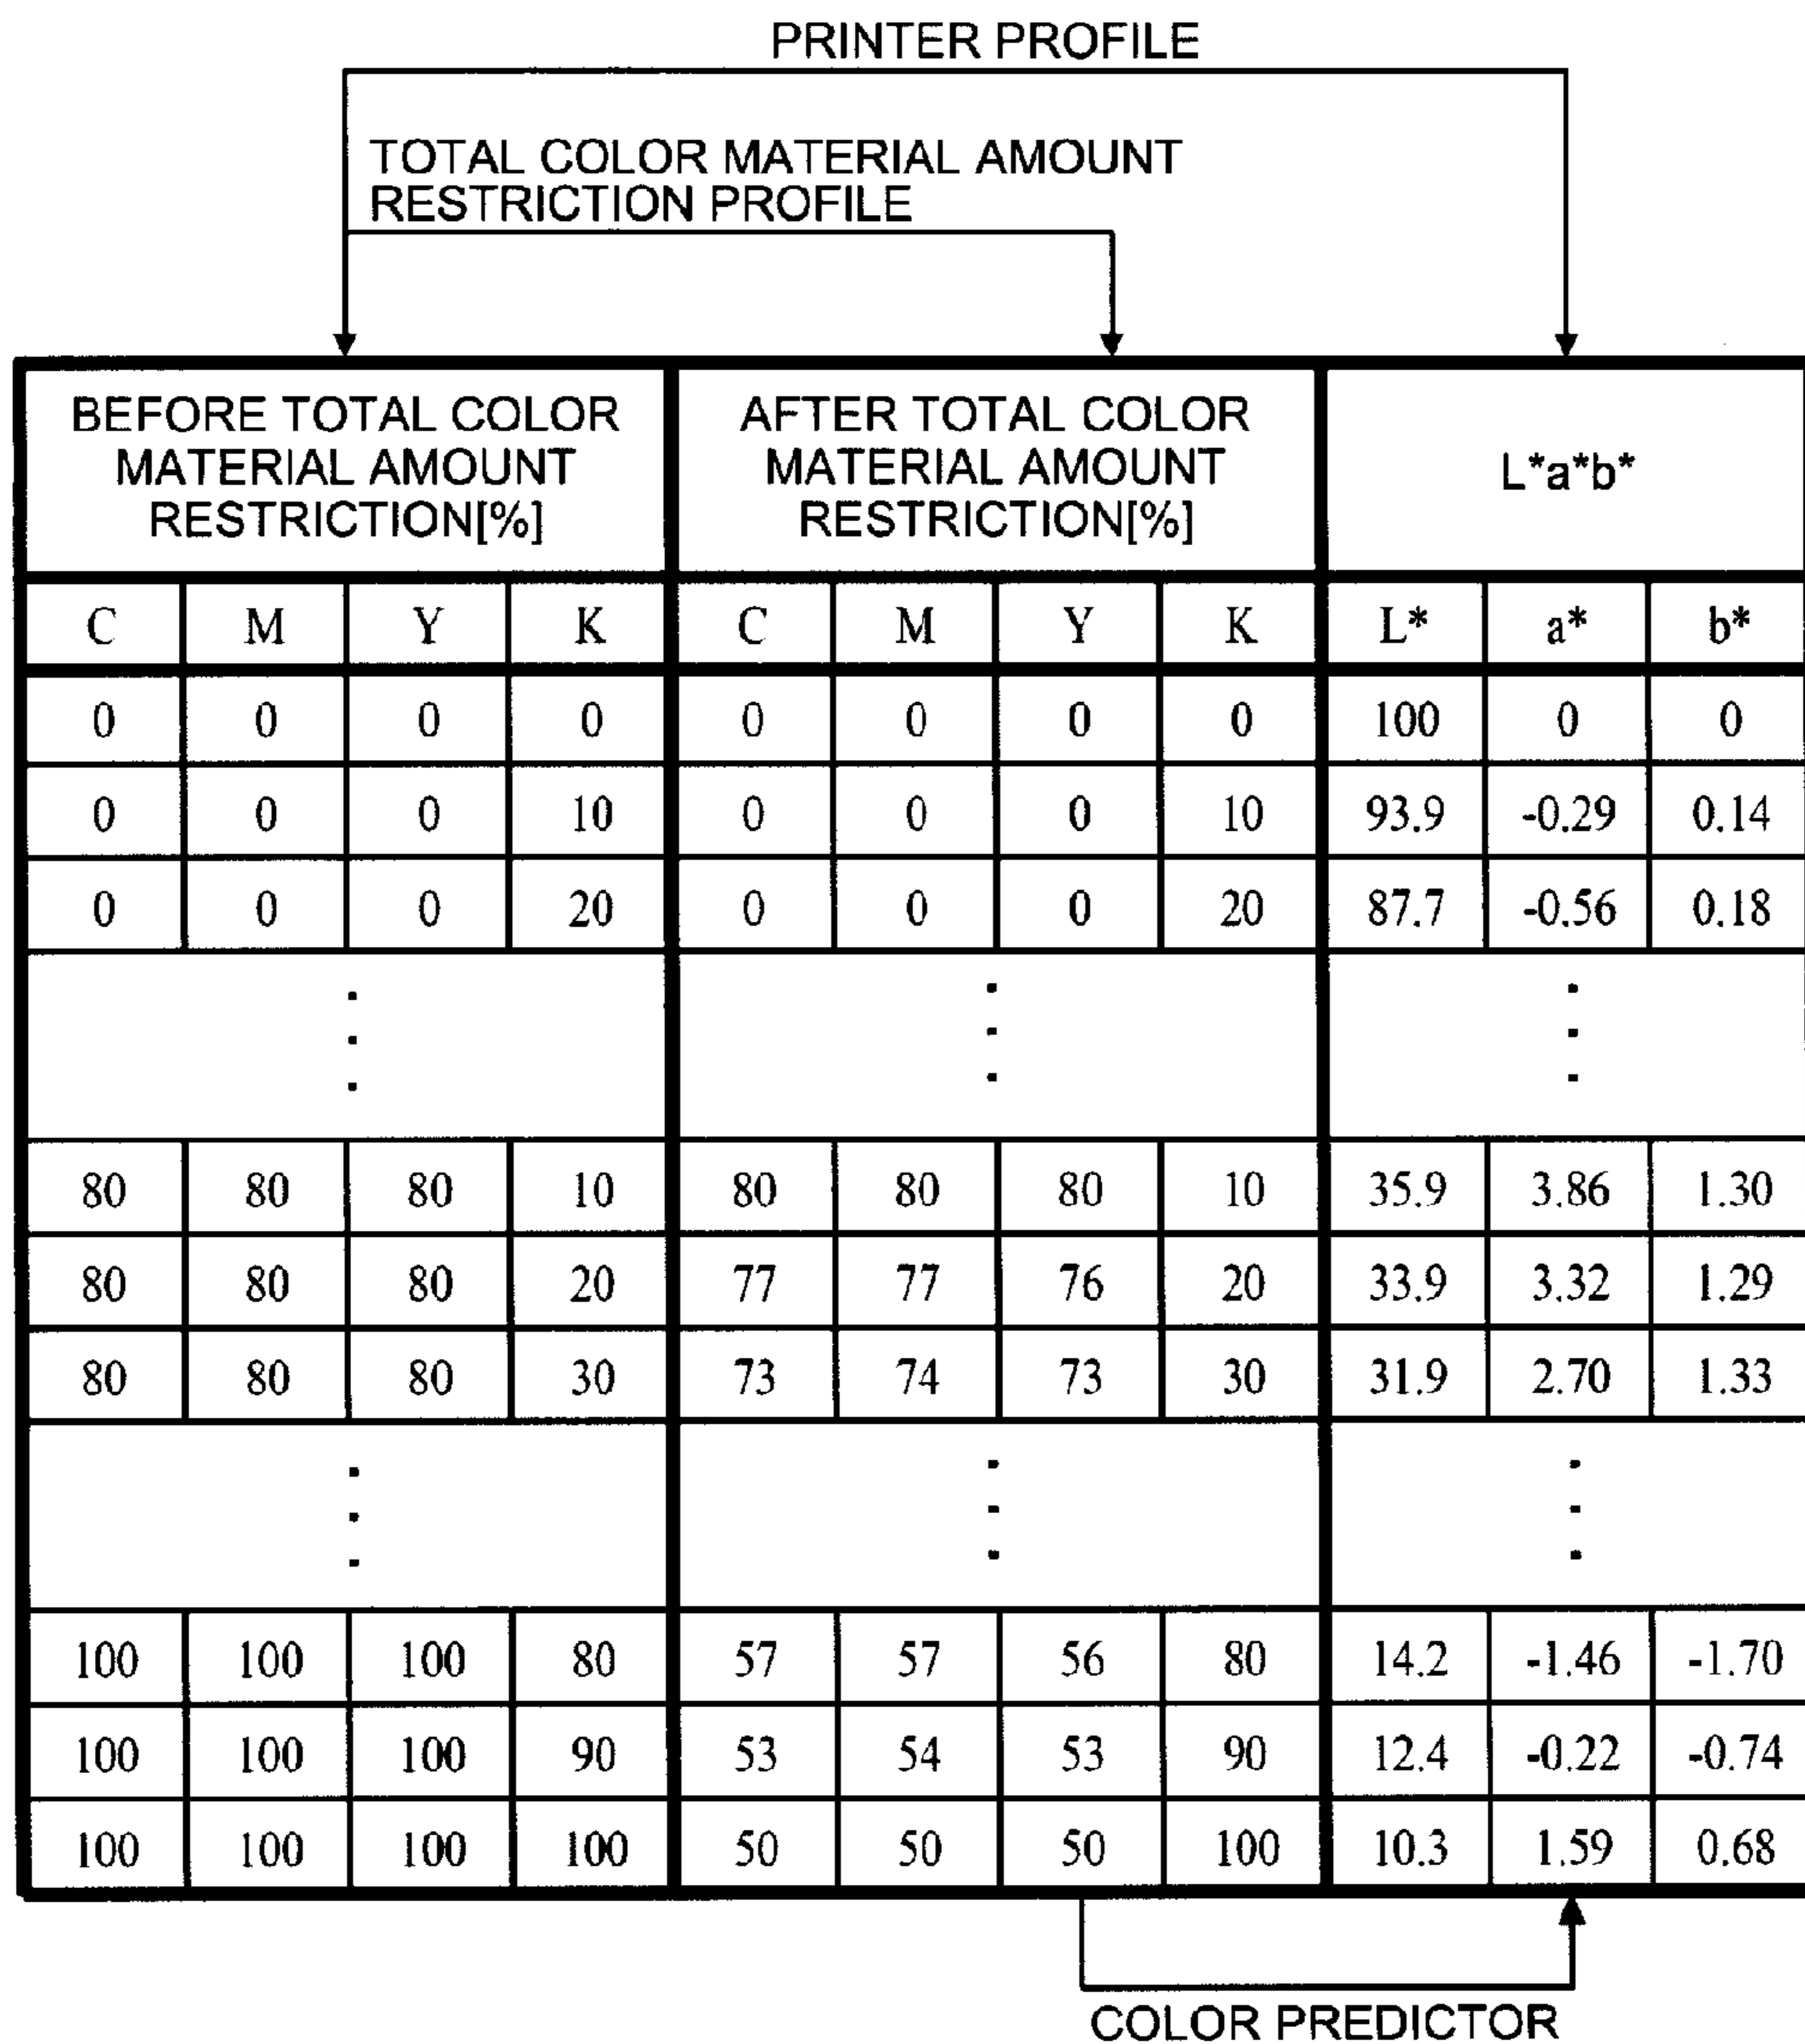 PRINTER PROFILE
TOTAL COLOR MATERIAL AMOUNT
RESTRICTION PROFILE
BEFORE TOTAL COLOR
MATERIAL AMOUNT
RESTRICTION[%]
AFTER TOTAL COLOR
MATERIAL AMOUNT
RESTRICTION[%]
L*a*b*
C M Y K C M Y K L* a* b*
0 0 0 0 0 0 0 0 100 0 0
0 0 0 10 0 0 0 10 93.9 -0.29 0.14
0 0 0 20 0 0 0 20 87.7 -0.56 0.18
80 80 80 10 80 80 80 10 35.9 3.86 1.30
80 80 80 20 77 77 76 20 33.9 3.32 1.29
80 80 80 30 73 74 73 30 31.9 2.70 1.33
100 100 100 80 57 57 56 80 14.2 -1.46 -1.70
100 100 100 90 53 54 53 90 12.4 -0.22 -0.74
100 100 100 100 50 50 50 100 10.3 1.59 0.68
COLOR PREDICTOR